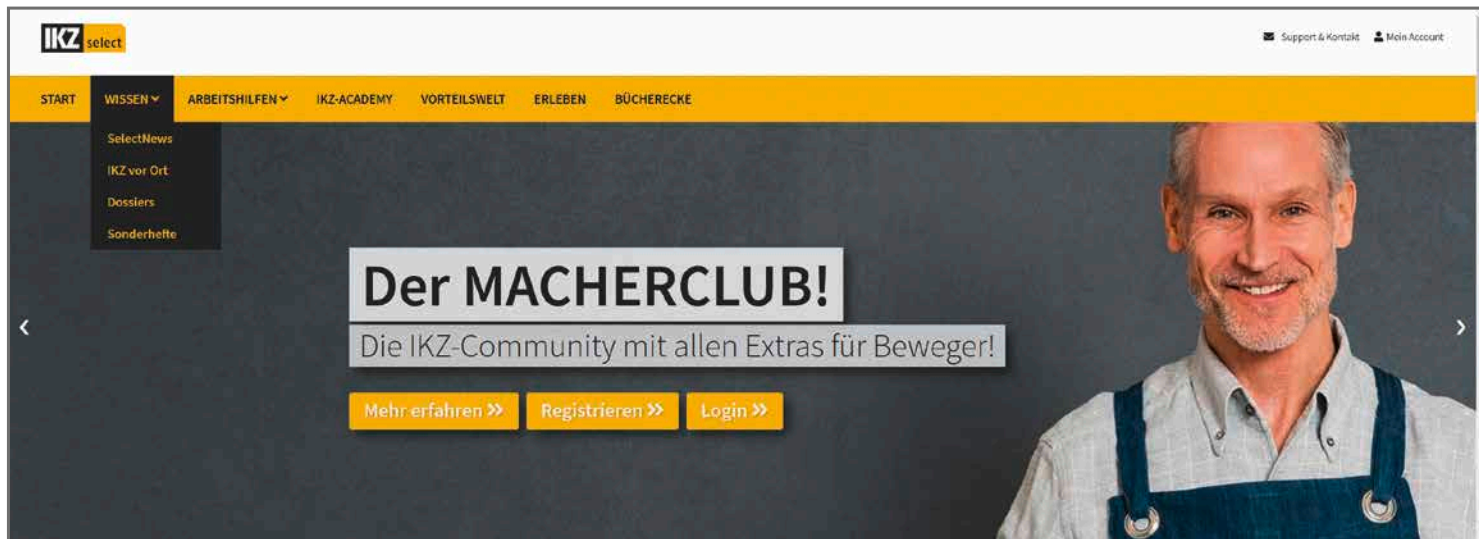 IKZ select
Support & Kontakt Mein Account
START WISSEN ARBEITSHILFEN IKZ-ACADEMY VORTEILSWELT ERLEBEN BÜCHERECKE
SelectNews
IKZ vor Ort
Dossiers
Sonderhefte
Der MACHERCLUB!
Die IKZ-Community mit allen Extras für Beweger!
Mehr erfahren » Registrieren » Login »